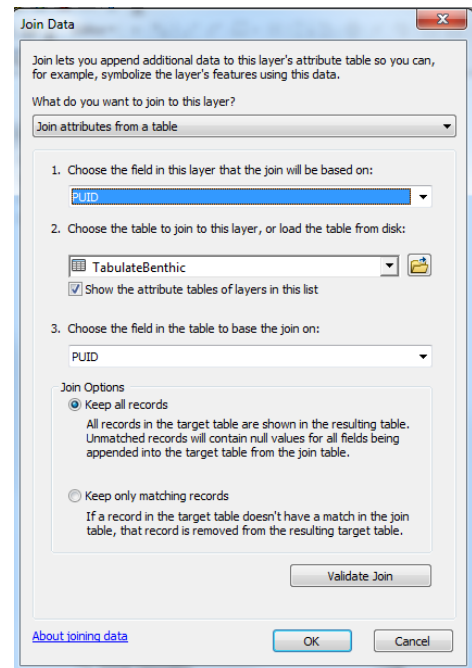 Join Data
Join lets you append additional data to this layer's attribute table so you can,
for example, symbolize the layer's features using this data.
What do you want to join to this layer?
Join attributes from a table
1. Choose the field in this layer that the join will be based on:
PUID
2. Choose the table to join to this layer, or load the table from disk:
TabulateBenthic
Show the attribute tables of layers in this list
3. Choose the field in the table to base the join on:
PUID
Join Options
Keep all records
All records in the target table are shown in the resulting table.
Unmatched records will contain null values for all fields being
appended into the target table from the join table.
Keep only matching records
If a record in the target table doesn't have a match in the join
table, that record is removed from the resulting target table.
Validate Join
About joining data
OK
Cancel